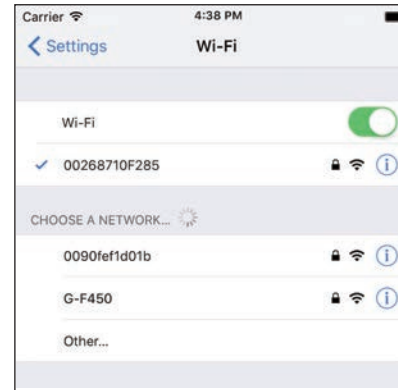 Carrier 4:38 PM
Settings Wi-Fi
Wi-Fi
00268710F285
CHOOSE A NETWORK...
0090fef1d01b
G-F450
Other...